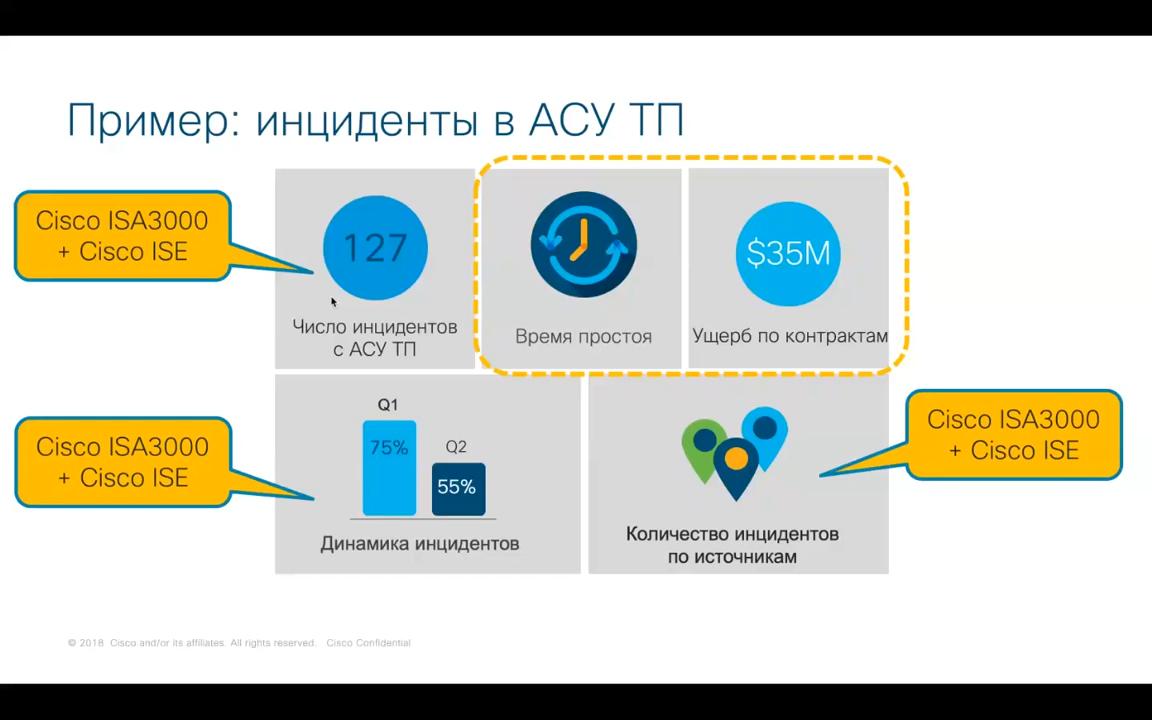 Пример: инциденты в АСУ ТП
Cisco ISA3000
+ Cisco ISE
127
Число инцидентов
с АСУ ТП
Время простоя
$35M
Ущерб по контрактам
Cisco ISA3000
+ Cisco ISE
Q1
75%
Q2
55%
Динамика инцидентов
Количество инцидентов
по источникам
Cisco ISA3000
+ Cisco ISE
© 2018 Cisco and/or its affiliates. All rights reserved. Cisco Confidential